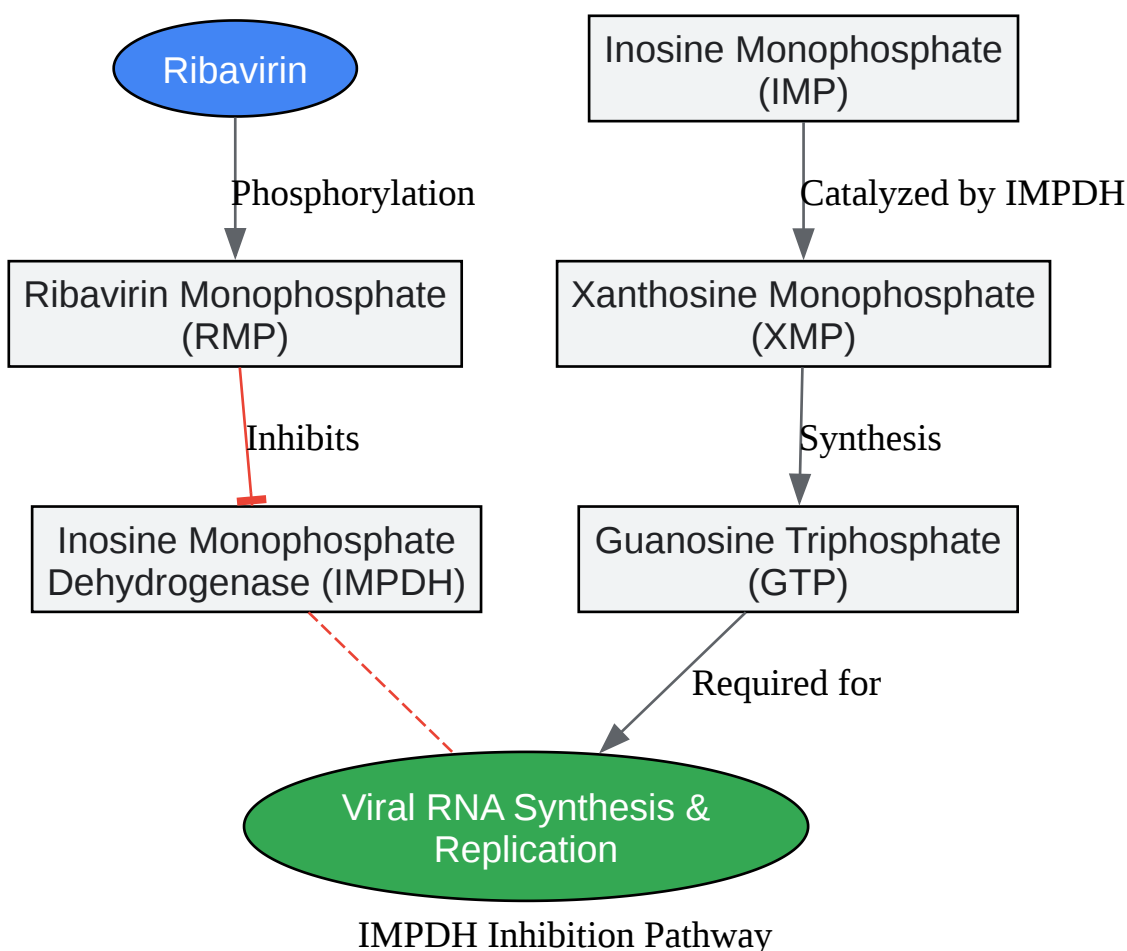 Ribavirin
Inosine Monophosphate
(IMP)
Phosphorylation
Catalyzed by IMPDH
Ribavirin Monophosphate
(RMP)
Xanthosine Monophosphate
(XMP)
Inhibits
Synthesis
Inosine Monophosphate
Dehydrogenase (IMPDH)
Guanosine Triphosphate
(GTP)
Required for
Viral RNA Synthesis &
Replication
IMPDH Inhibition Pathway